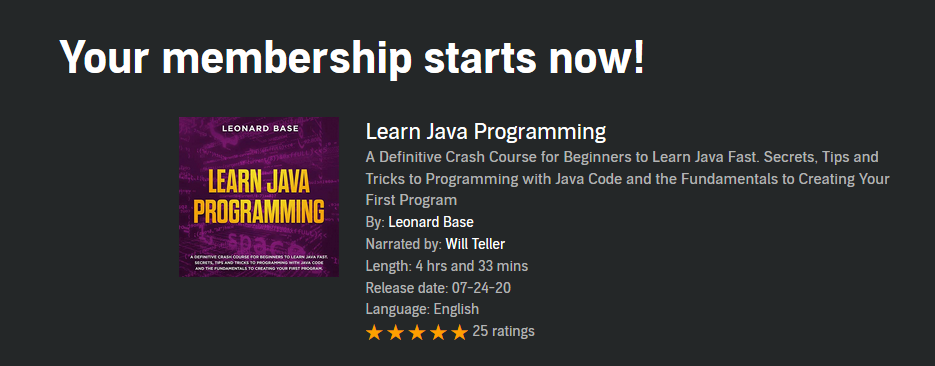 Your membership starts now!
LEONARD BASE
LEARN JAVA
PROGRAMMING
space
A DEFINITIVE CRASH COURSE FOR BEGINNERS TO LEARN JAVA FAST.
SECRETS, TIPS AND TRICKS TO PROGRAMMING WITH JAVA CODE
AND THE FUNDAMENTALS TO CREATING YOUR FIRST PROGRAM.
Learn Java Programming
A Definitive Crash Course for Beginners to Learn Java Fast. Secrets, Tips and
Tricks to Programming with Java Code and the Fundamentals to Creating Your
First Program
By: Leonard Base
Narrated by: Will Teller
Length: 4 hrs and 33 mins
Release date: 07-24-20
Language: English
25 ratings